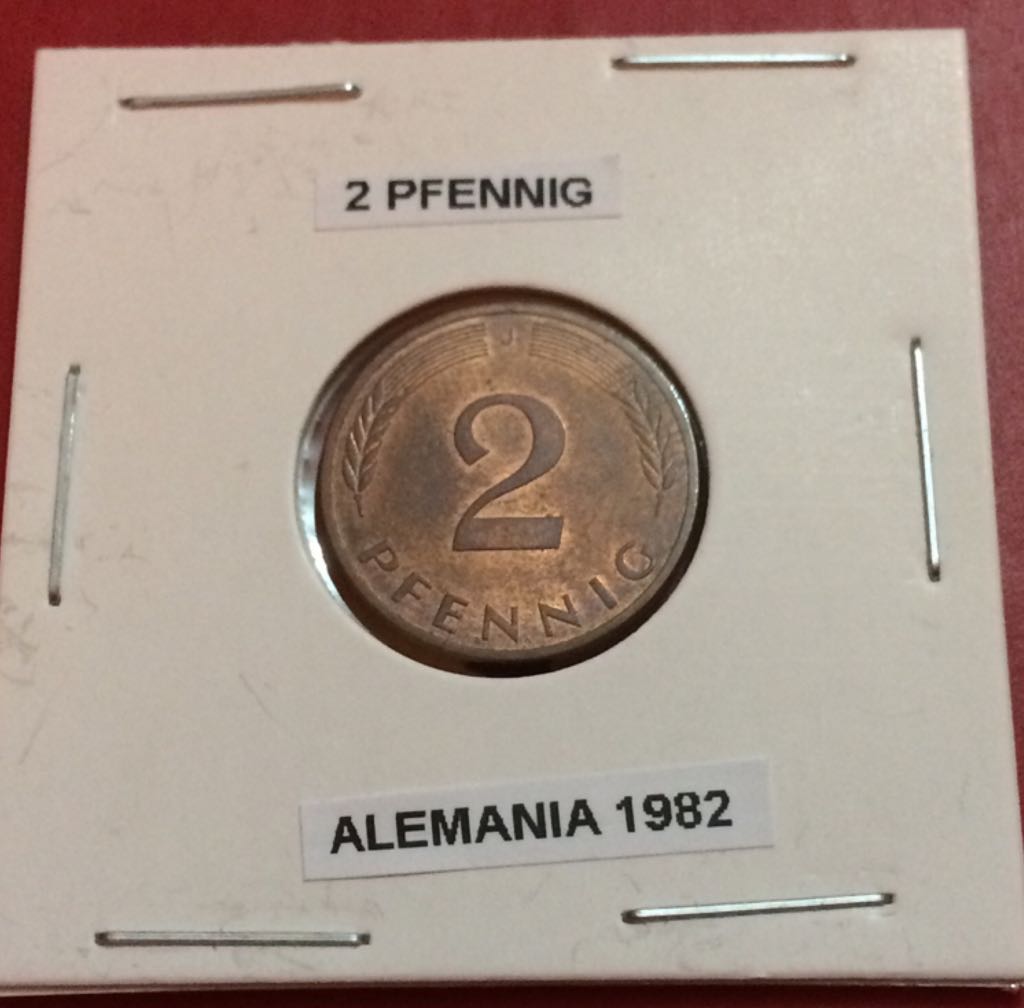 2 PFENNIG
J
2
PFENNIG
ALEMANIA 1982